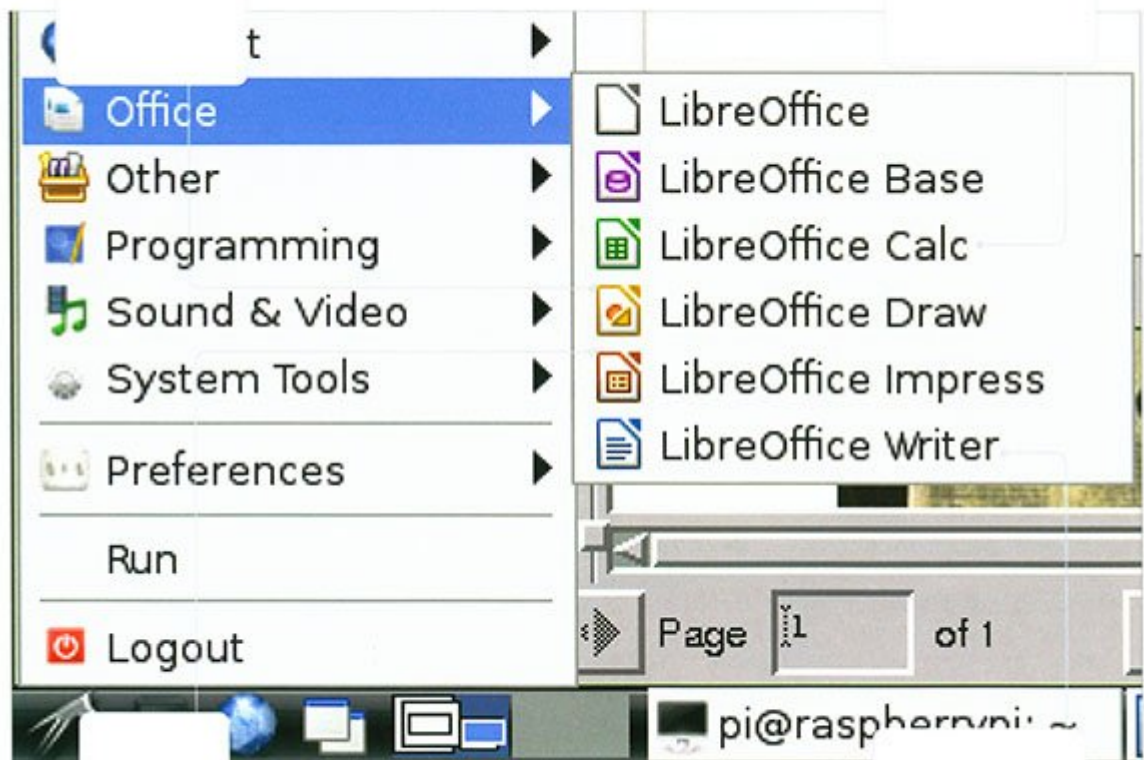 t
Office
Other
Programming
Sound & Video
System Tools
Preferences
Run
Logout
LibreOffice
LibreOffice Base
LibreOffice Calc
LibreOffice Draw
LibreOffice Impress
LibreOffice Writer
Page 1 of 1
pi@raspberrypi: ~